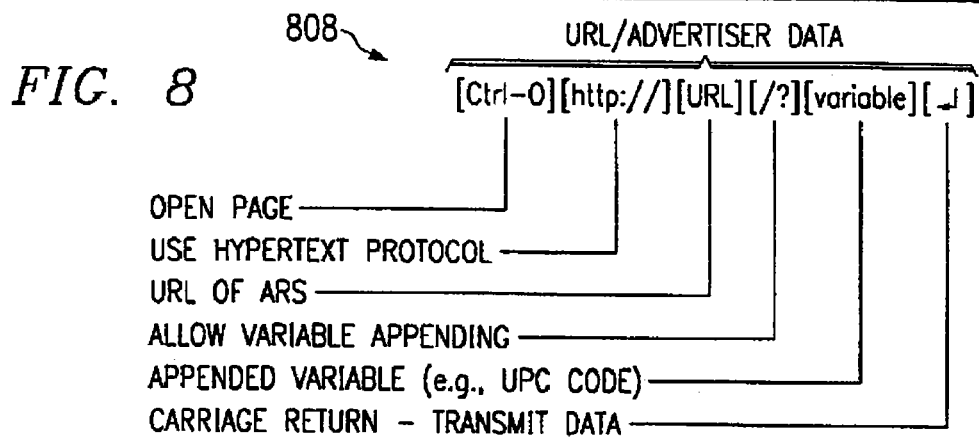 808
URL/ADVERTISER DATA
FIG. 8
[Ctrl-O][http://][URL][/?][variable][↵]
OPEN PAGE
USE HYPERTEXT PROTOCOL
URL OF ARS
ALLOW VARIABLE APPENDING
APPENDED VARIABLE (e.g., UPC CODE)
CARRIAGE RETURN - TRANSMIT DATA